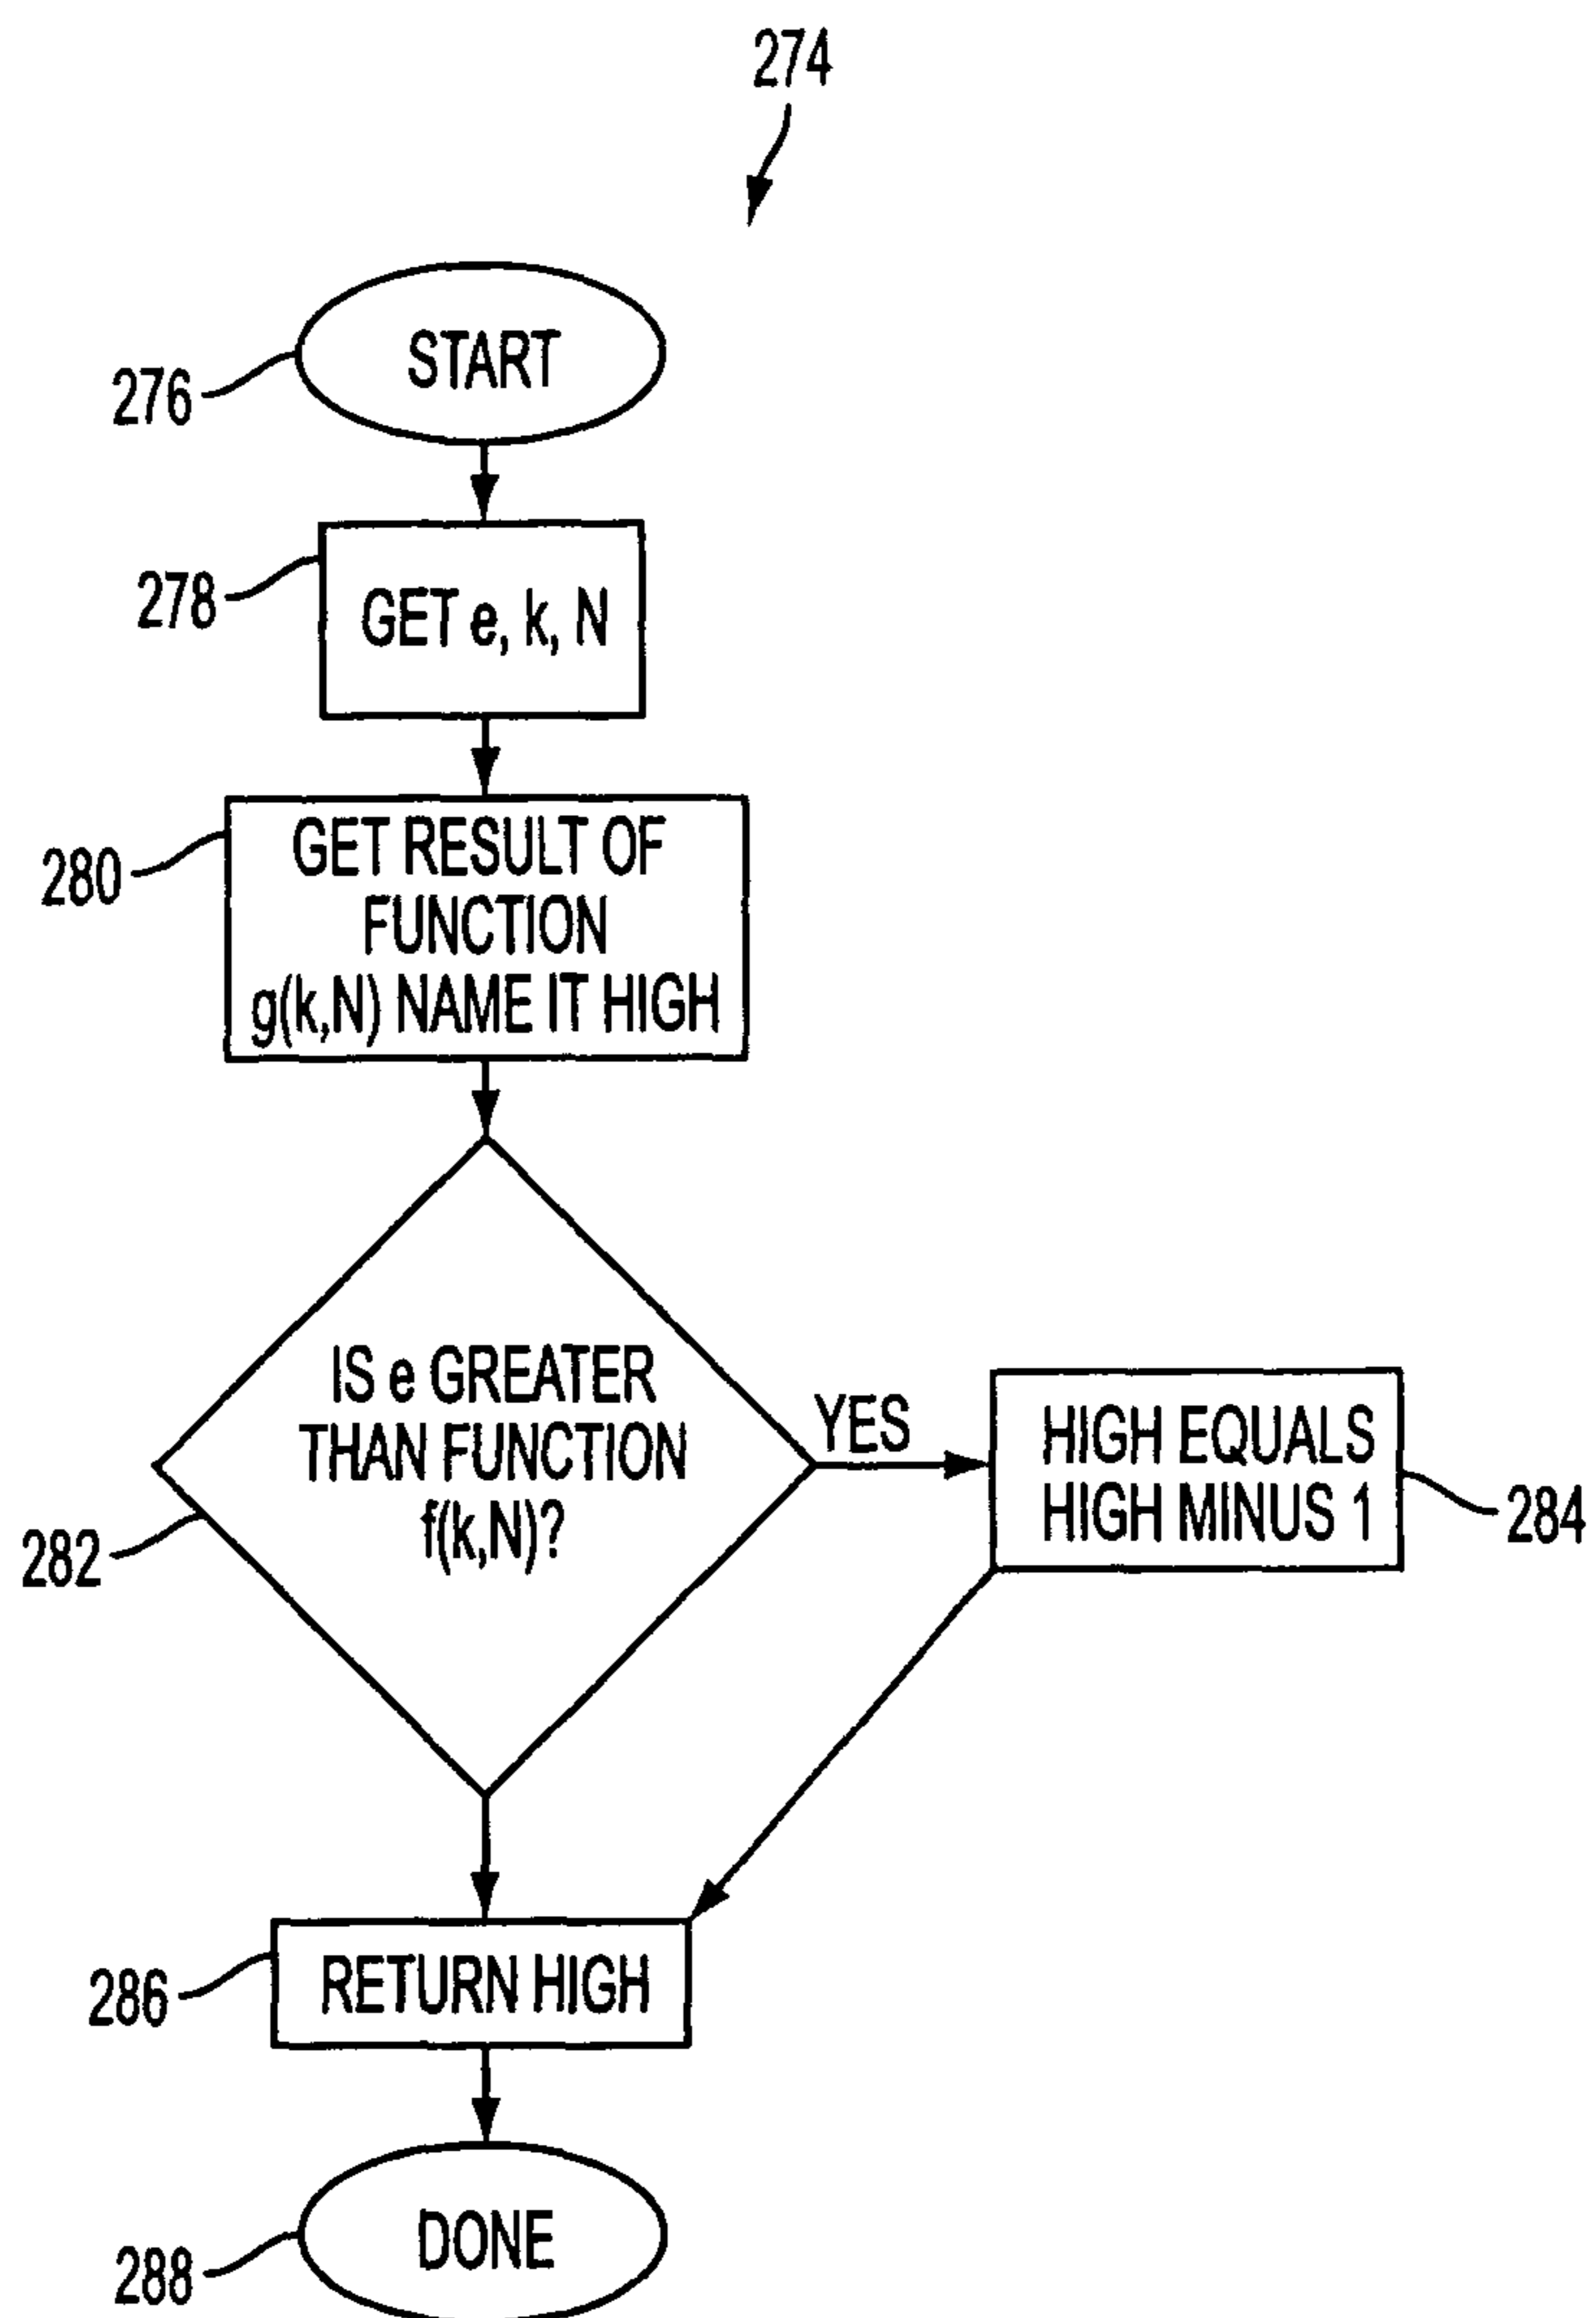 274
START
276
GET e, k, N
278
GET RESULT OF
FUNCTION
g(k,N) NAME IT HIGH
280
IS e GREATER
THAN FUNCTION
f(k,N)?
282
YES
HIGH EQUALS
HIGH MINUS 1
284
RETURN HIGH
286
DONE
288